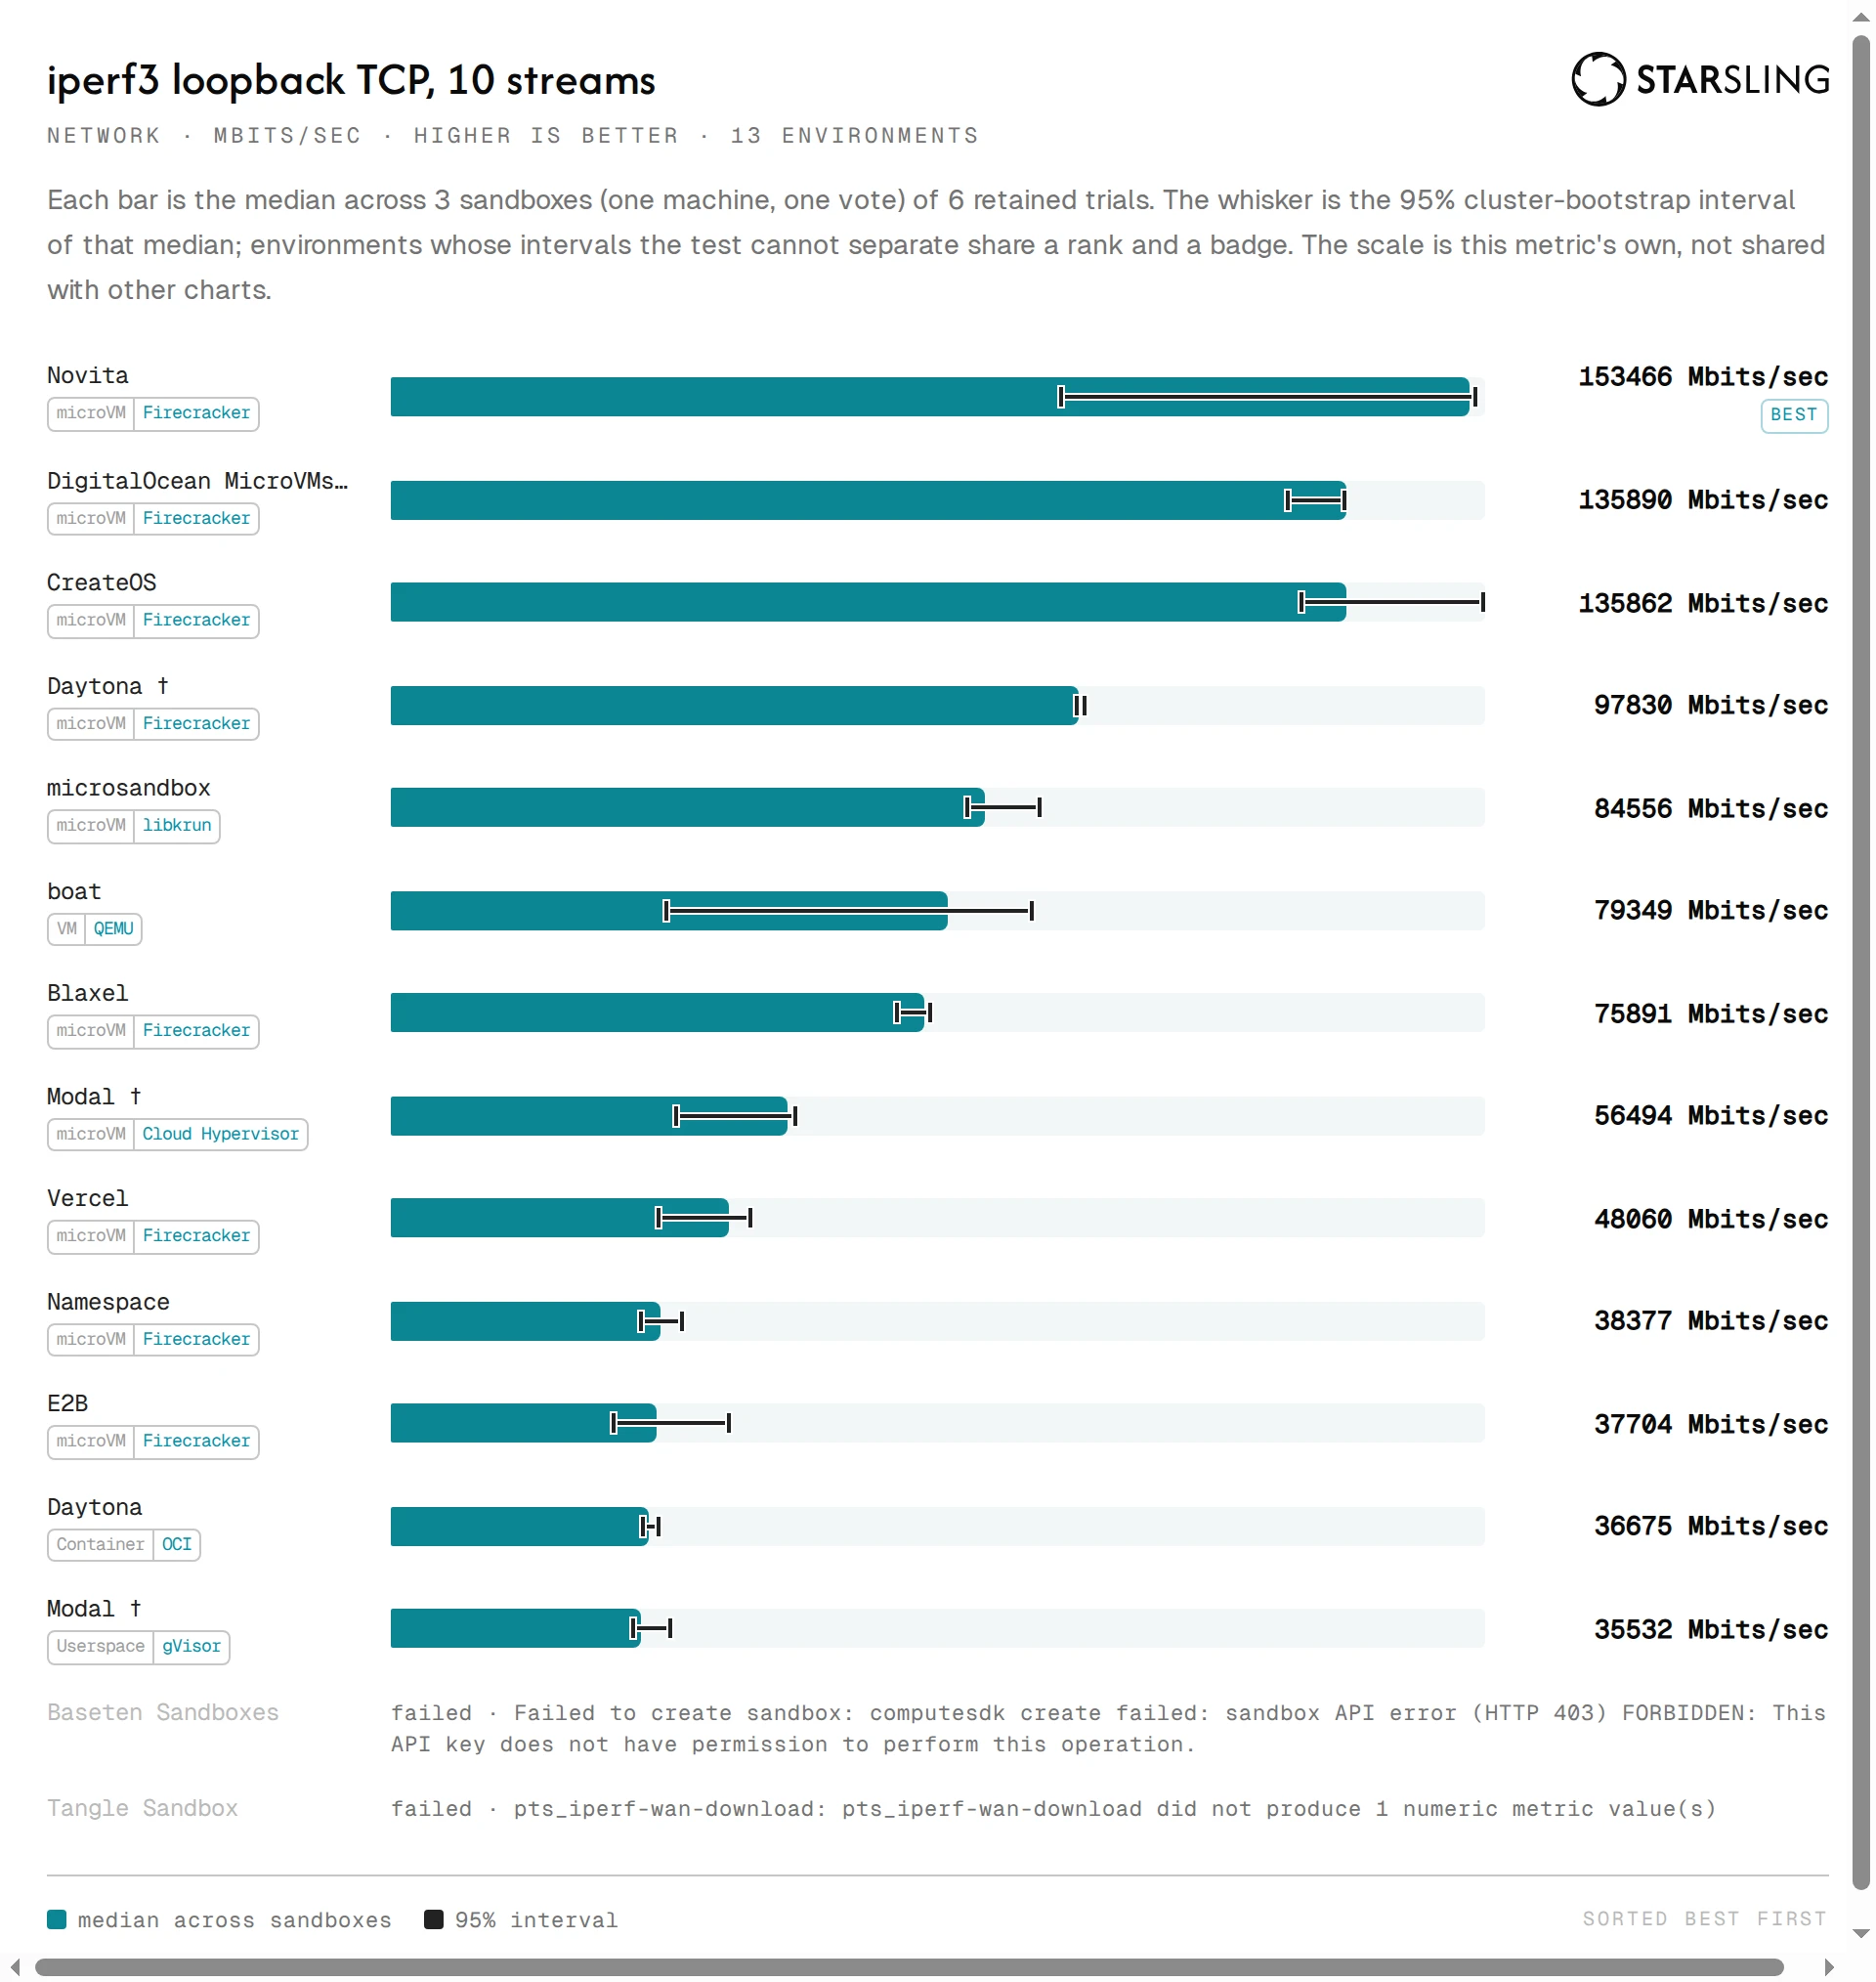 iperf3 loopback TCP, 10 streams
STARSLING
NETWORK · MBITS/SEC · HIGHER IS BETTER · 13 ENVIRONMENTS
Each bar is the median across 3 sandboxes (one machine, one vote) of 6 retained trials. The whisker is the 95% cluster-bootstrap interval
of that median; environments whose intervals the test cannot separate share a rank and a badge. The scale is this metric's own, not shared
with other charts.
Novita
microVM Firecracker
153466 Mbits/sec
BEST
DigitalOcean MicroVMs…
microVM Firecracker
135890 Mbits/sec
CreateOS
microVM Firecracker
135862 Mbits/sec
Daytona †
microVM Firecracker
97830 Mbits/sec
microsandbox
microVM libkrun
84556 Mbits/sec
boat
VM QEMU
79349 Mbits/sec
Blaxel
microVM Firecracker
75891 Mbits/sec
Modal †
microVM Cloud Hypervisor
56494 Mbits/sec
Vercel
microVM Firecracker
48060 Mbits/sec
Namespace
microVM Firecracker
38377 Mbits/sec
E2B
microVM Firecracker
37704 Mbits/sec
Daytona
Container OCI
36675 Mbits/sec
Modal †
Userspace gVisor
35532 Mbits/sec
Baseten Sandboxes
failed · Failed to create sandbox: computesdk create failed: sandbox API error (HTTP 403) FORBIDDEN: This
API key does not have permission to perform this operation.
Tangle Sandbox
failed · pts_iperf-wan-download: pts_iperf-wan-download did not produce 1 numeric metric value(s)
median across sandboxes
95% interval
SORTED BEST FIRST